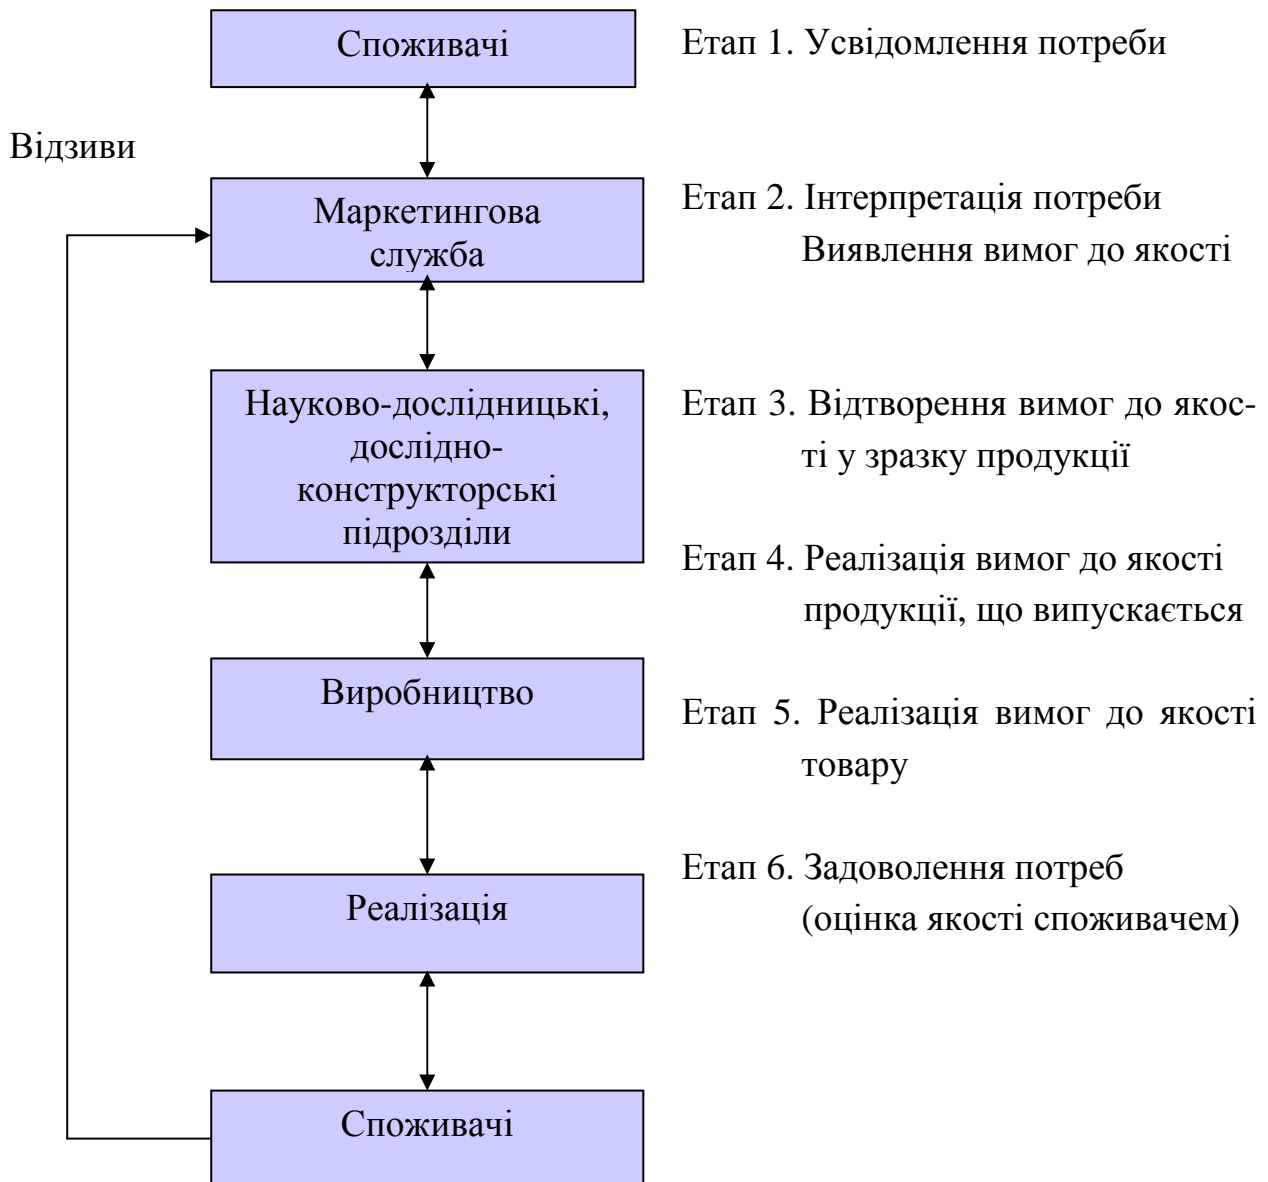 Споживачі
Етап 1. Усвідомлення потреби
Відзиви
Маркетингова
служба
Етап 2. Інтерпретація потреби
Виявлення вимог до якості
Науково-дослідницькі,
дослідно-
конструкторські
підрозділи
Етап 3. Відтворення вимог до якос-
ті у зразку продукції
Етап 4. Реалізація вимог до якості
продукції, що випускається
Виробництво
Етап 5. Реалізація вимог до якості
товару
Реалізація
Етап 6. Задоволення потреб
(оцінка якості споживачем)
Споживачі